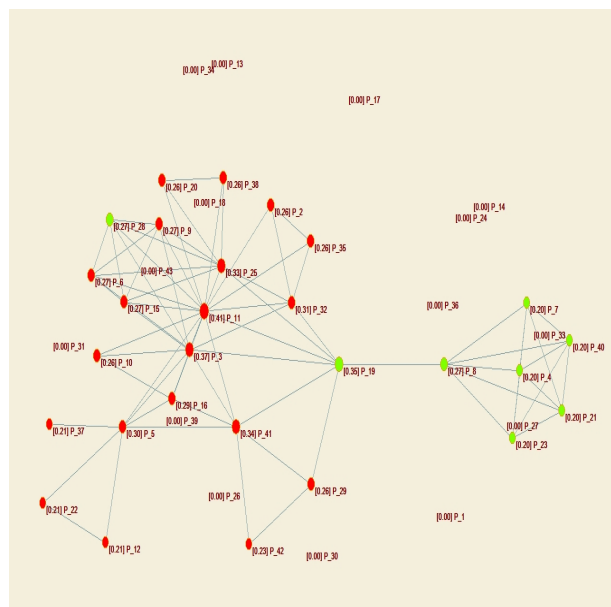 [0.00] P_13
[0.00] P_34
[0.00] P_17
[0.26] P_20
[0.26] P_38
[0.00] P_18
[0.00] P_14
[0.26] P_2
[0.00] P_24
[0.27] P_28
[0.27] P_9
[0.26] P_35
[0.00] P_43
[0.33] P_25
[0.27] P_6
[0.00] P_36
[0.27] P_15
[0.31] P_32
[0.20] P_7
[0.41] P_11
[0.00] P_33
[0.00] P_31
[0.20] P_40
[0.37] P_3
[0.26] P_10
[0.35] P_19
[0.27] P_8
[0.20] P_4
[0.29] P_16
[0.20] P_21
[0.00] P_39
[0.00] P_27
[0.21] P_37
[0.30] P_5
[0.34] P_41
[0.20] P_23
[0.26] P_29
[0.00] P_26
[0.21] P_22
[0.00] P_1
[0.21] P_12
[0.23] P_42
[0.00] P_30